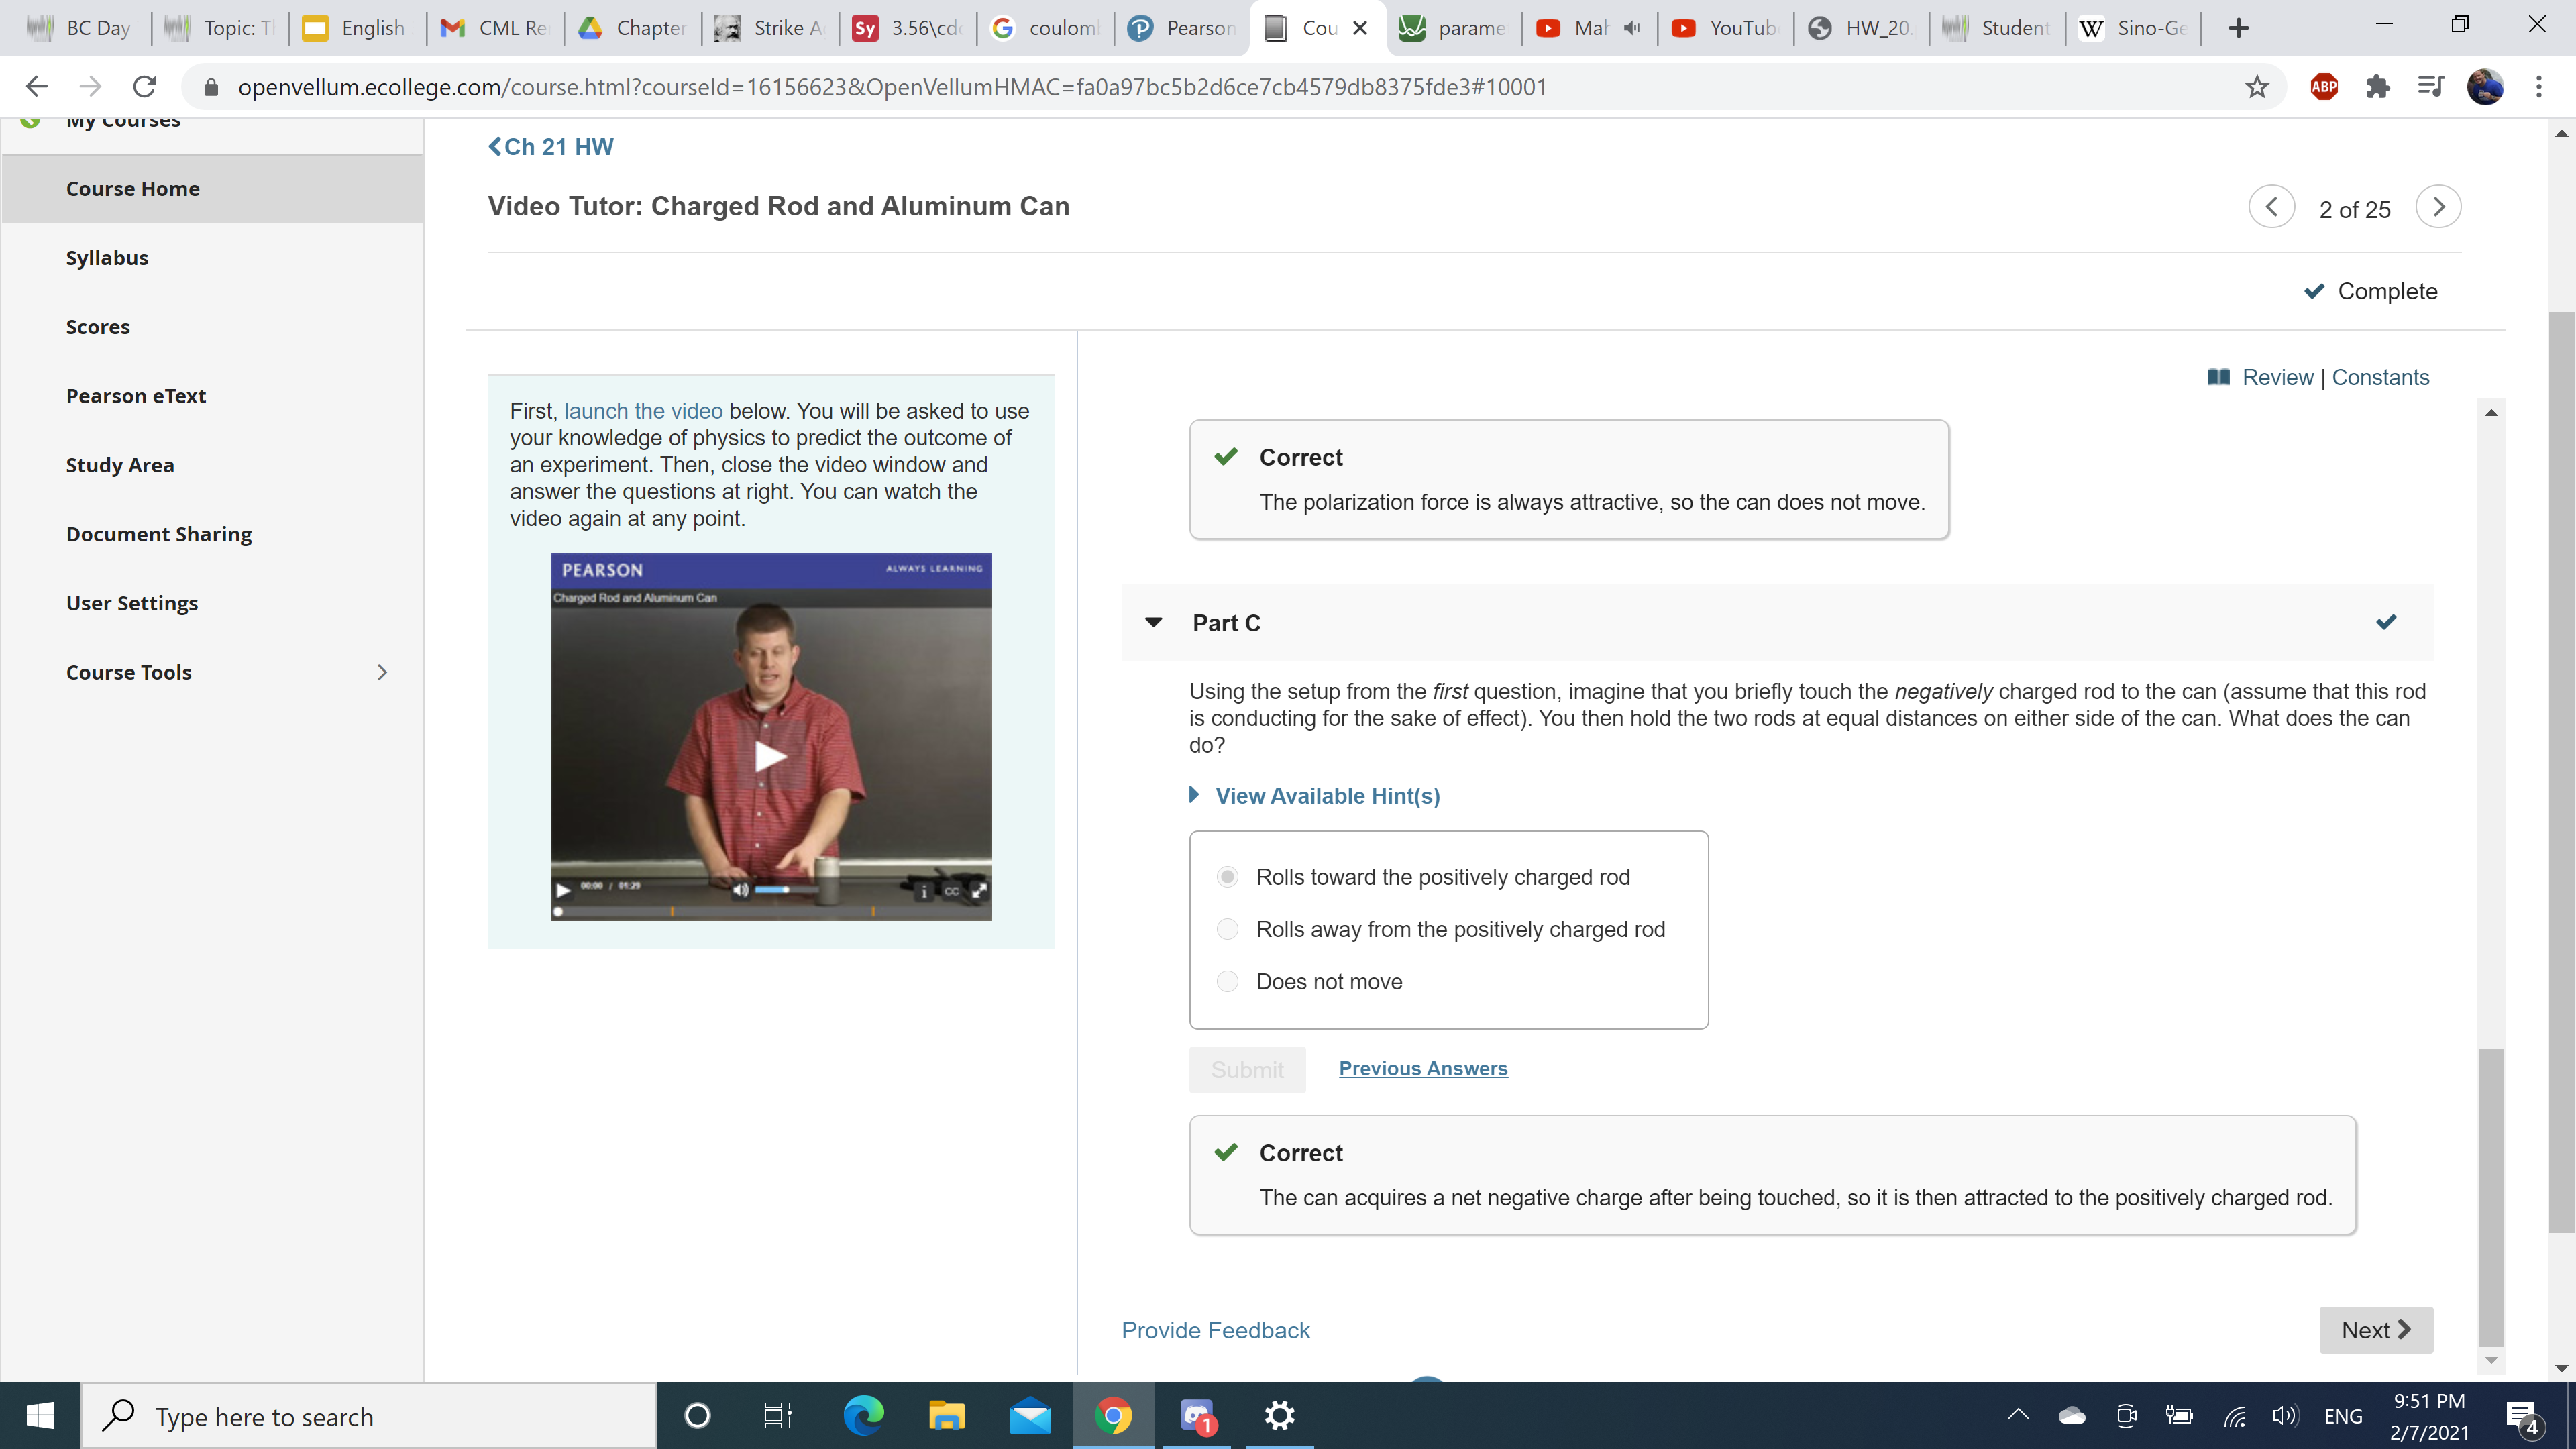 BC Day
Topic: T
English
CML Re
Chapter
Strike A
Sy 3.56\cd
coulom
Pearson
Cou
parame
Mah
YouTub
HW_20.
Student
W Sino-Ge
openvellum.ecollege.com/course.html?courseId=16156623&OpenVellumHMAC=fa0a97bc5b2d6ce7cb4579db8375fde3#10001
ABP
My Courses
Course Home
Syllabus
Scores
Pearson eText
Study Area
Document Sharing
User Settings
Course Tools
Ch 21 HW
Video Tutor: Charged Rod and Aluminum Can
2 of 25
Complete
Review | Constants
First, launch the video below. You will be asked to use
your knowledge of physics to predict the outcome of
an experiment. Then, close the video window and
answer the questions at right. You can watch the
video again at any point.
PEARSON
ALWAYS LEARNING
Charged Rod and Aluminum Can
00:00 / 01:29
i CC
Correct
The polarization force is always attractive, so the can does not move.
Part C
Using the setup from the first question, imagine that you briefly touch the negatively charged rod to the can (assume that this rod
is conducting for the sake of effect). You then hold the two rods at equal distances on either side of the can. What does the can
do?
View Available Hint(s)
Rolls toward the positively charged rod
Rolls away from the positively charged rod
Does not move
Submit
Previous Answers
Correct
The can acquires a net negative charge after being touched, so it is then attracted to the positively charged rod.
Provide Feedback
Next
Type here to search
1
ENG
9:51 PM
2/7/2021
4